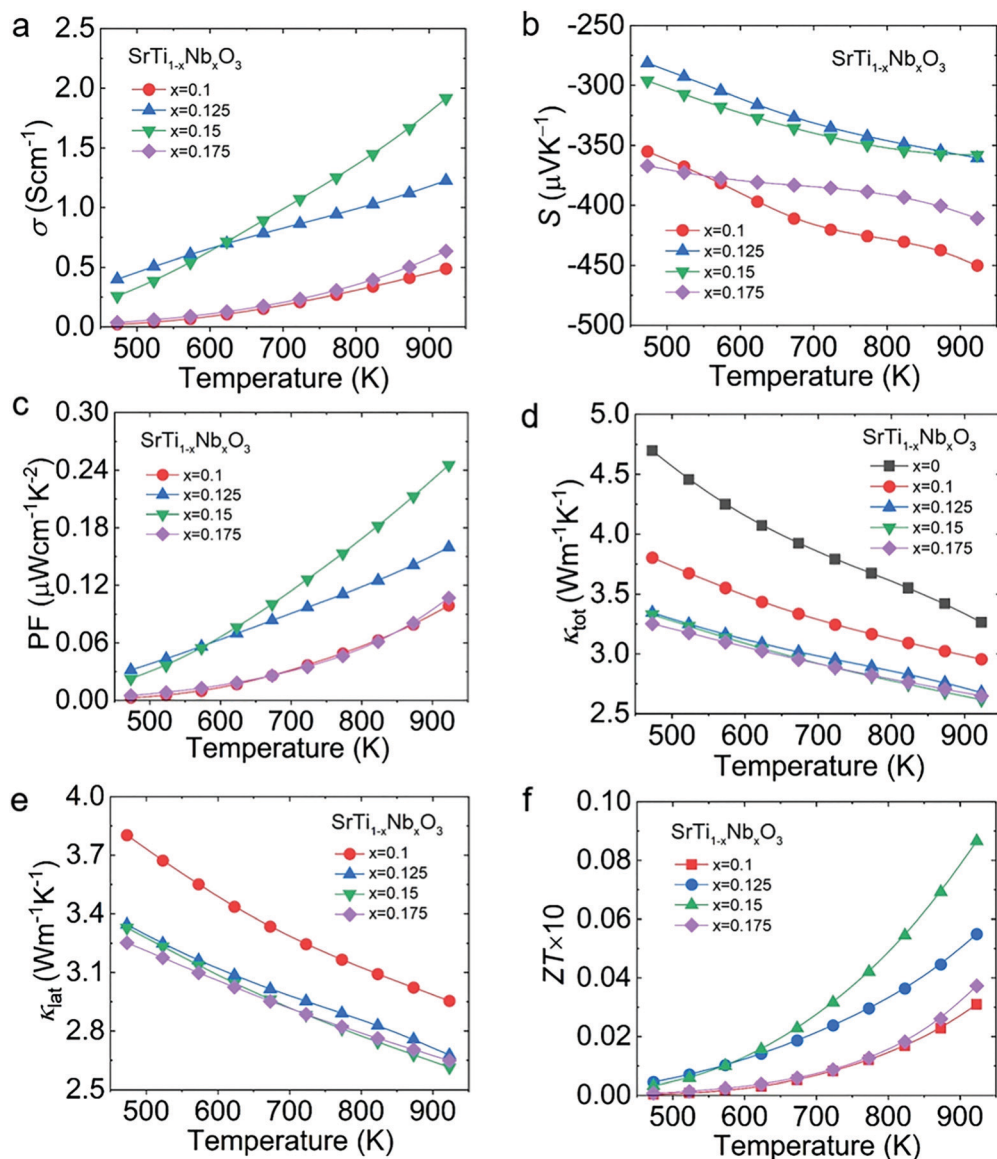 a
2.5
2.0
1.5
1.0
0.5
0.0
σ (Scm⁻¹)
SrTi₁₋ₓNbₓO₃
x=0.1
x=0.125
x=0.15
x=0.175
500 600 700 800 900
Temperature (K)
b
-250
-300
-350
-400
-450
-500
S (μVK⁻¹)
SrTi₁₋ₓNbₓO₃
x=0.1
x=0.125
x=0.15
x=0.175
500 600 700 800 900
Temperature (K)
c
0.30
0.24
0.18
0.12
0.06
0.00
PF (μWcm⁻¹K⁻²)
SrTi₁₋ₓNbₓO₃
x=0.1
x=0.125
x=0.15
x=0.175
500 600 700 800 900
Temperature (K)
d
5.0
4.5
4.0
3.5
3.0
2.5
κtot (Wm⁻¹K⁻¹)
SrTi₁₋ₓNbₓO₃
x=0
x=0.1
x=0.125
x=0.15
x=0.175
500 600 700 800 900
Temperature (K)
e
4.0
3.7
3.4
3.1
2.8
2.5
κlat (Wm⁻¹K⁻¹)
SrTi₁₋ₓNbₓO₃
x=0.1
x=0.125
x=0.15
x=0.175
500 600 700 800 900
Temperature (K)
f
0.10
0.08
0.06
0.04
0.02
0.00
ZT×10
SrTi₁₋ₓNbₓO₃
x=0.1
x=0.125
x=0.15
x=0.175
500 600 700 800 900
Temperature (K)